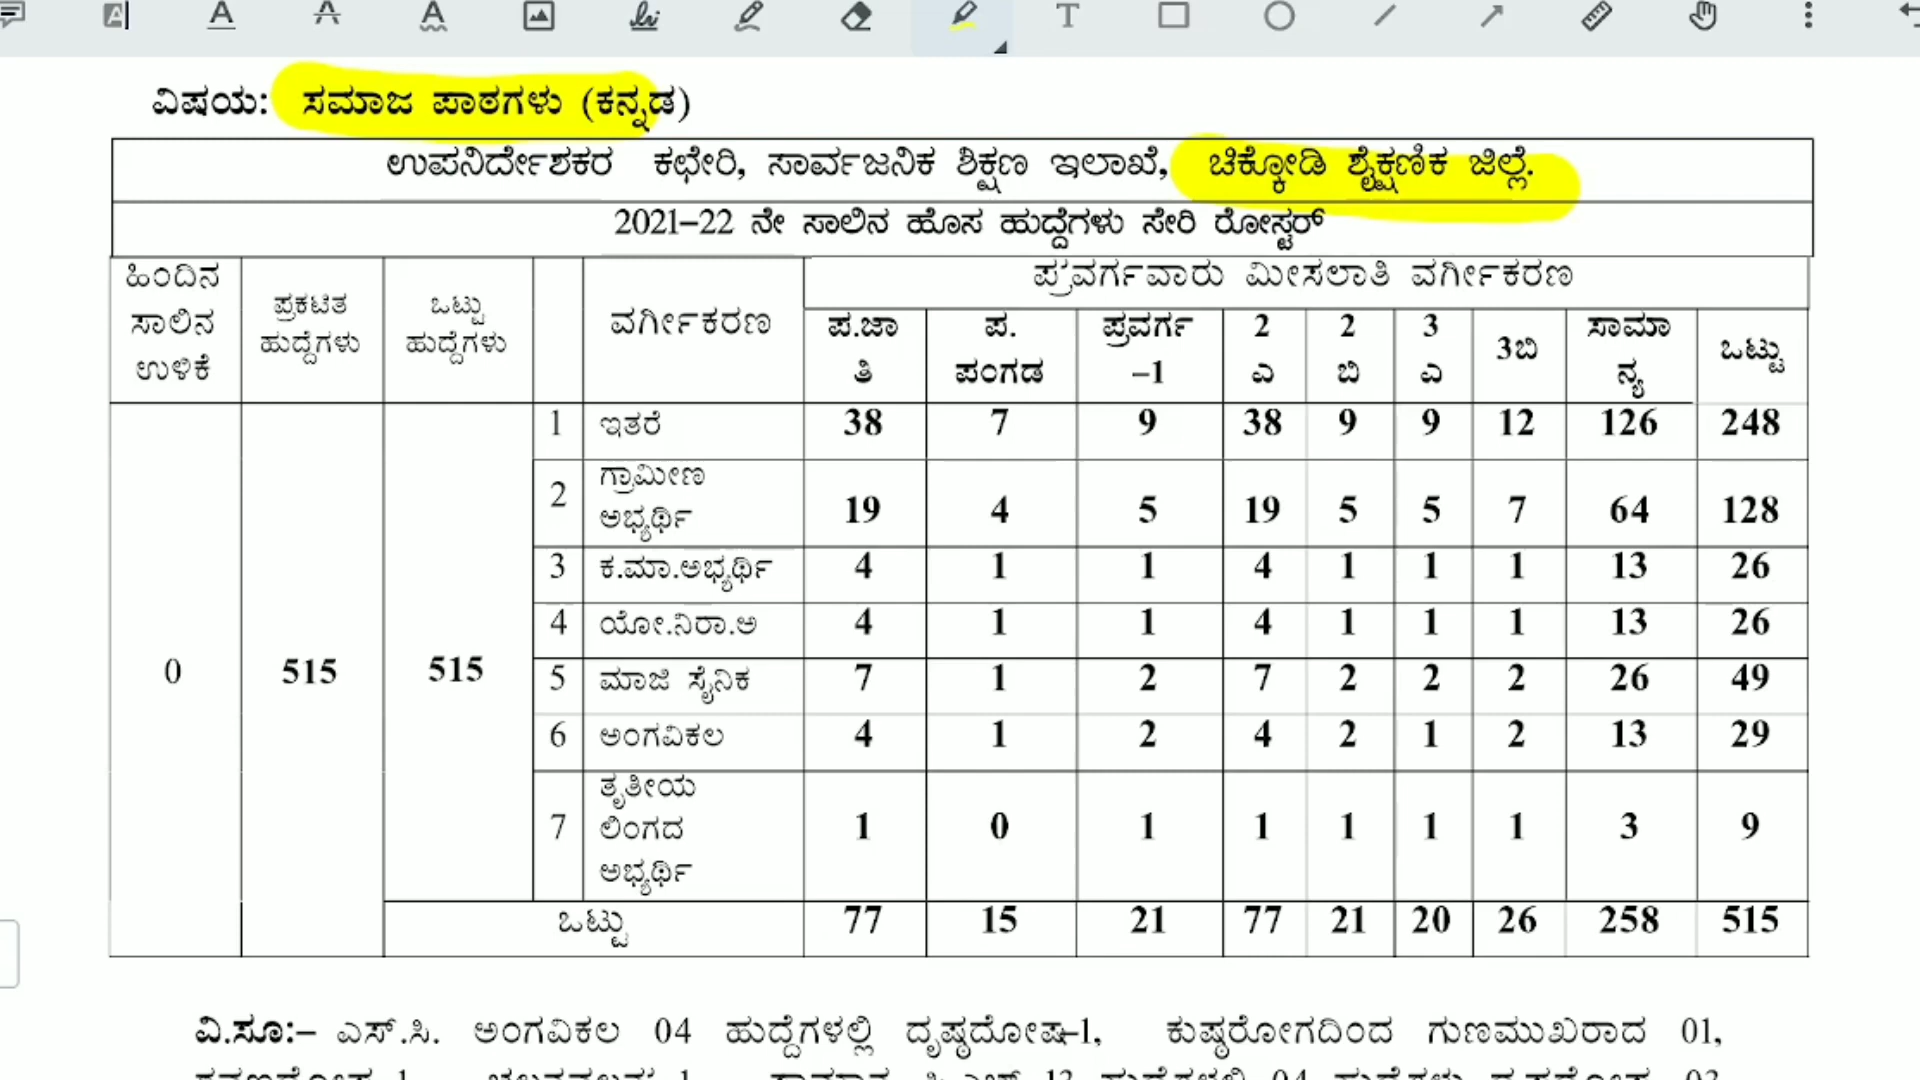 ವಿಷಯ: ಸಮಾಜ ಪಾಠಗಳು (ಕನ್ನಡ)
ಉಪನಿರ್ದೇಶಕರ ಕಛೇರಿ, ಸಾರ್ವಜನಿಕ ಶಿಕ್ಷಣ ಇಲಾಖೆ, ಚಿಕ್ಕೋಡಿ ಶೈಕ್ಷಣಿಕ ಜಿಲ್ಲೆ.
2021-22 ನೇ ಸಾಲಿನ ಹೊಸ ಹುದ್ದೆಗಳು ಸೇರಿ ರೋಸ್ಟರ್
ಹಿಂದಿನ ಸಾಲಿನ ಉಳಿಕೆ ಪ್ರಕಟಿತ ಹುದ್ದೆಗಳು ಒಟ್ಟು ಹುದ್ದೆಗಳು ವರ್ಗೀಕರಣ ಪ್ರವರ್ಗವಾರು ಮೀಸಲಾತಿ ವರ್ಗೀಕರಣ
ಪ.ಜಾತಿ ಪ.ಪಂಗಡ ಪ್ರವರ್ಗ-1 2ಎ 2ಬಿ 3ಎ 3ಬಿ ಸಾಮಾನ್ಯ ಒಟ್ಟು
1 ಇತರೆ 38 7 9 38 9 9 12 126 248
2 ಗ್ರಾಮೀಣ ಅಭ್ಯರ್ಥಿ 19 4 5 19 5 5 7 64 128
3 ಕ.ಮಾ.ಅಭ್ಯರ್ಥಿ 4 1 1 4 1 1 1 13 26
4 ಯೋ.ನಿರಾ.ಅ 4 1 1 4 1 1 1 13 26
0 515 515 5 ಮಾಜಿ ಸೈನಿಕ 7 1 2 7 2 2 2 26 49
6 ಅಂಗವಿಕಲ 4 1 2 4 2 1 2 13 29
7 ತೃತೀಯ ಲಿಂಗದ ಅಭ್ಯರ್ಥಿ 1 0 1 1 1 1 1 3 9
ಒಟ್ಟು 77 15 21 77 21 20 26 258 515
ವಿ.ಸೂ:- ಎಸ್.ಸಿ. ಅಂಗವಿಕಲ 04 ಹುದ್ದೆಗಳಲ್ಲಿ ದೃಷ್ಠದೋಷ-1, ಕುಷ್ಠರೋಗದಿಂದ ಗುಣಮುಖರಾದ 01,